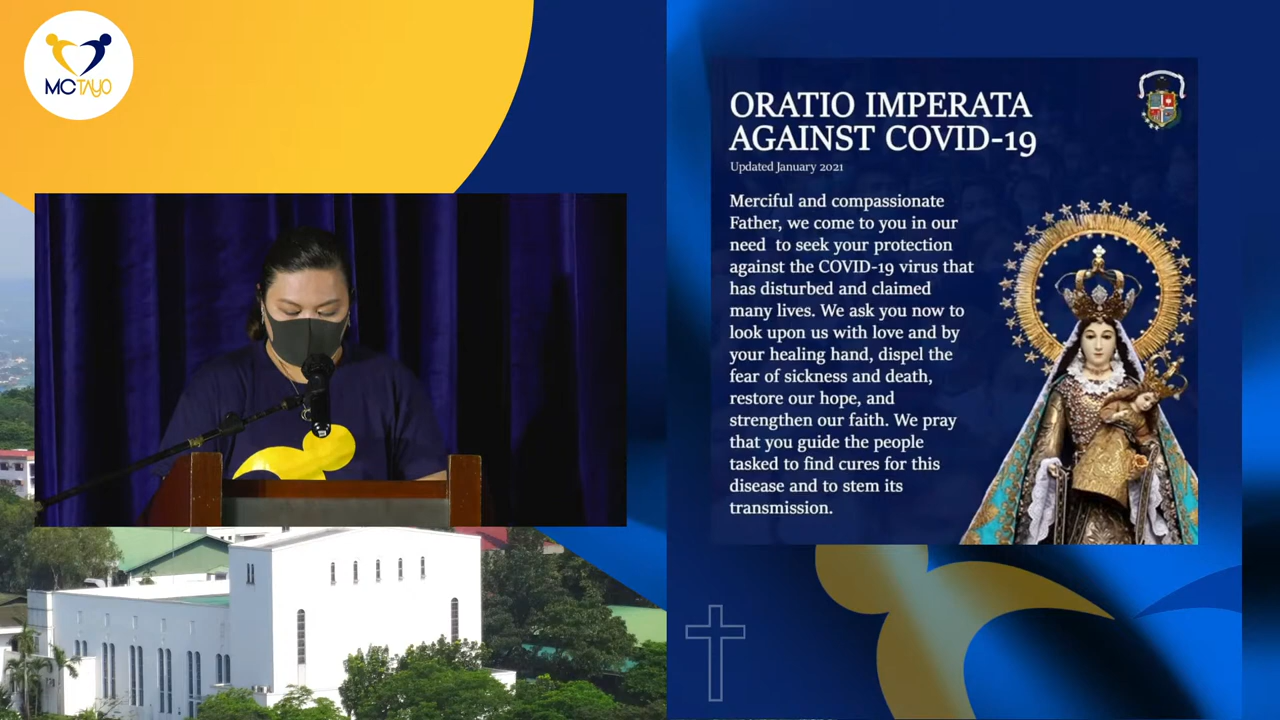 MCTAYO
ORATIO IMPERATA
AGAINST COVID-19
Updated January 2021
Merciful and compassionate
Father, we come to you in our
need to seek your protection
against the COVID-19 virus that
has disturbed and claimed
many lives. We ask you now to
look upon us with love and by
your healing hand, dispel the
fear of sickness and death,
restore our hope, and
strengthen our faith. We pray
that you guide the people
tasked to find cures for this
disease and to stem its
transmission.